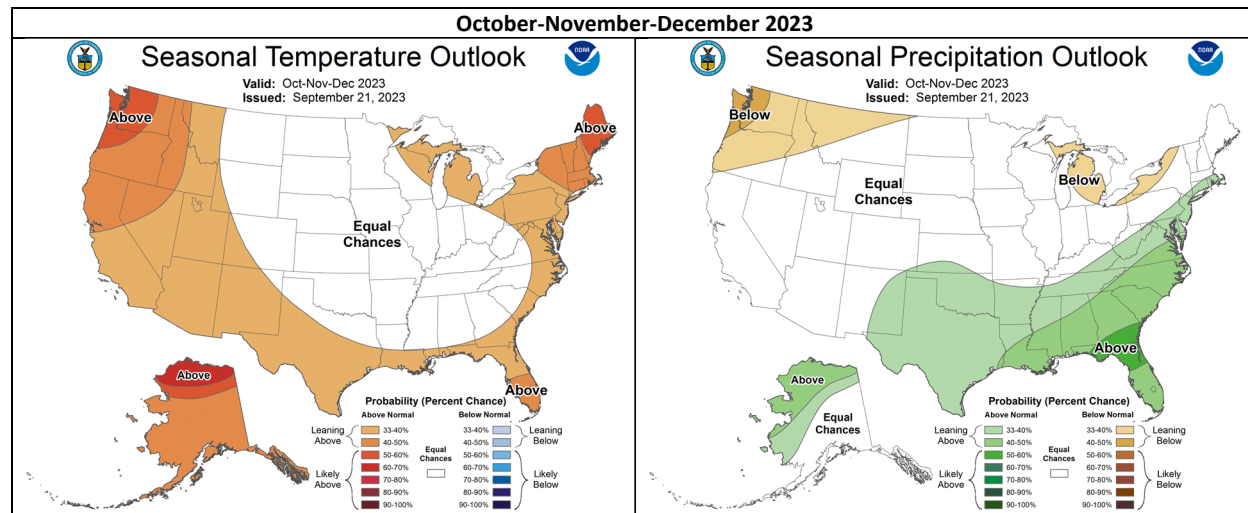 October-November-December 2023
Seasonal Temperature Outlook
NOAA
Valid: Oct-Nov-Dec 2023
Issued: September 21, 2023
Above
Above
Equal
Chances
Above
Above
Probability (Percent Chance)
Above Normal
Below Normal
Leaning
Above
33-40%
40-50%
50-60%
60-70%
70-80%
80-90%
90-100%
Likely
Above
Equal
Chances
33-40%
40-50%
50-60%
60-70%
70-80%
80-90%
90-100%
Leaning
Below
Likely
Below
Seasonal Precipitation Outlook
NOAA
Valid: Oct-Nov-Dec 2023
Issued: September 21, 2023
Below
Equal
Chances
Below
Above
Above
Equal
Chances
Probability (Percent Chance)
Above Normal
Below Normal
Leaning
Above
33-40%
40-50%
50-60%
60-70%
70-80%
80-90%
90-100%
Likely
Above
Equal
Chances
33-40%
40-50%
50-60%
60-70%
70-80%
80-90%
90-100%
Leaning
Below
Likely
Below